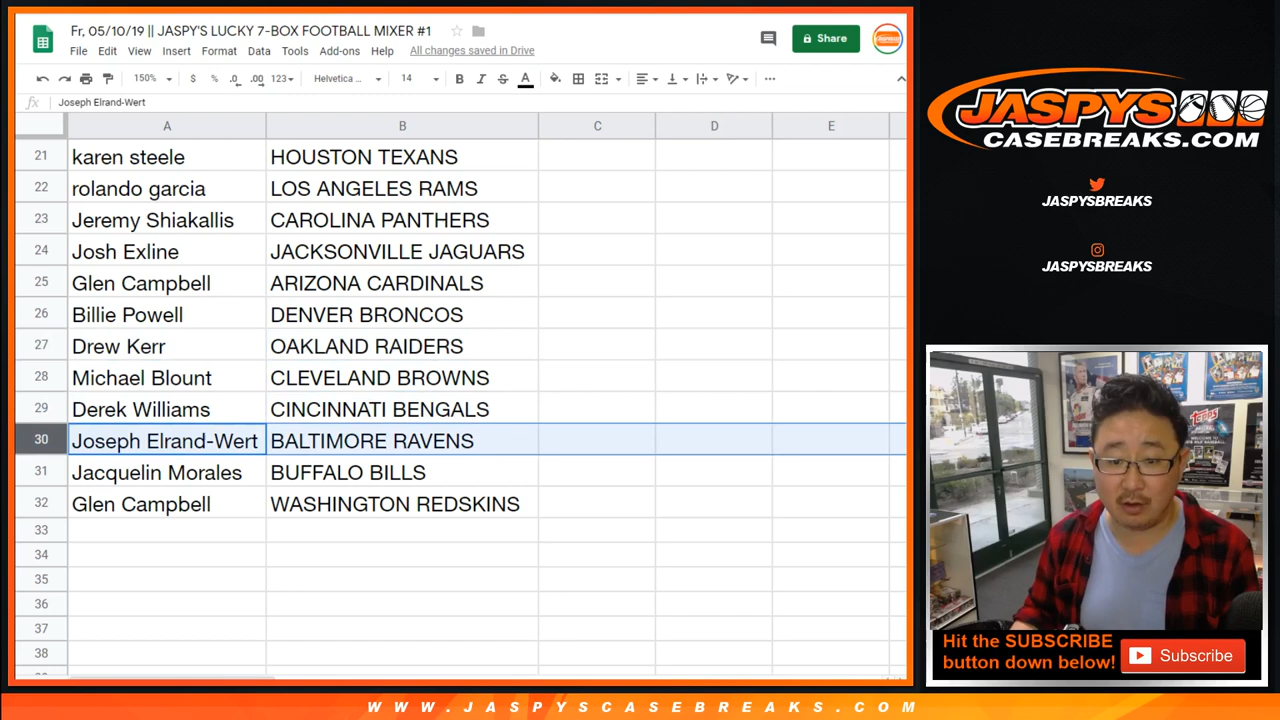 Fr, 05/10/19 || JASPY'S LUCKY 7-BOX FOOTBALL MIXER #1
File Edit View Insert Format Data Tools Add-ons Help All changes saved in Drive
Share
150% $ % .0 .00 123 Helvetica ... 14 B I S A
fx Joseph Elrand-Wert
A B C D E
21 karen steele HOUSTON TEXANS
22 rolando garcia LOS ANGELES RAMS
23 Jeremy Shiakallis CAROLINA PANTHERS
24 Josh Exline JACKSONVILLE JAGUARS
25 Glen Campbell ARIZONA CARDINALS
26 Billie Powell DENVER BRONCOS
27 Drew Kerr OAKLAND RAIDERS
28 Michael Blount CLEVELAND BROWNS
29 Derek Williams CINCINNATI BENGALS
30 Joseph Elrand-Wert BALTIMORE RAVENS
31 Jacquelin Morales BUFFALO BILLS
32 Glen Campbell WASHINGTON REDSKINS
33
34
35
36
37
38
JASPYS
CASEBREAKS.COM
JASPYSBREAKS
JASPYSBREAKS
Topps
Hit the SUBSCRIBE
button down below!
Subscribe
WWW.JASPYSCASEBREAKS.COM